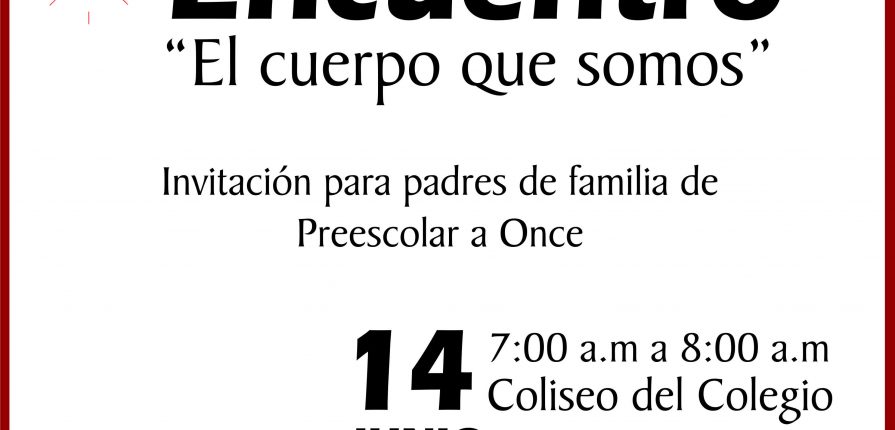 Encuentro
“El cuerpo que somos”
Invitación para padres de familia de
Preescolar a Once
14
7:00 a.m a 8:00 a.m
Coliseo del Colegio
JUNIO